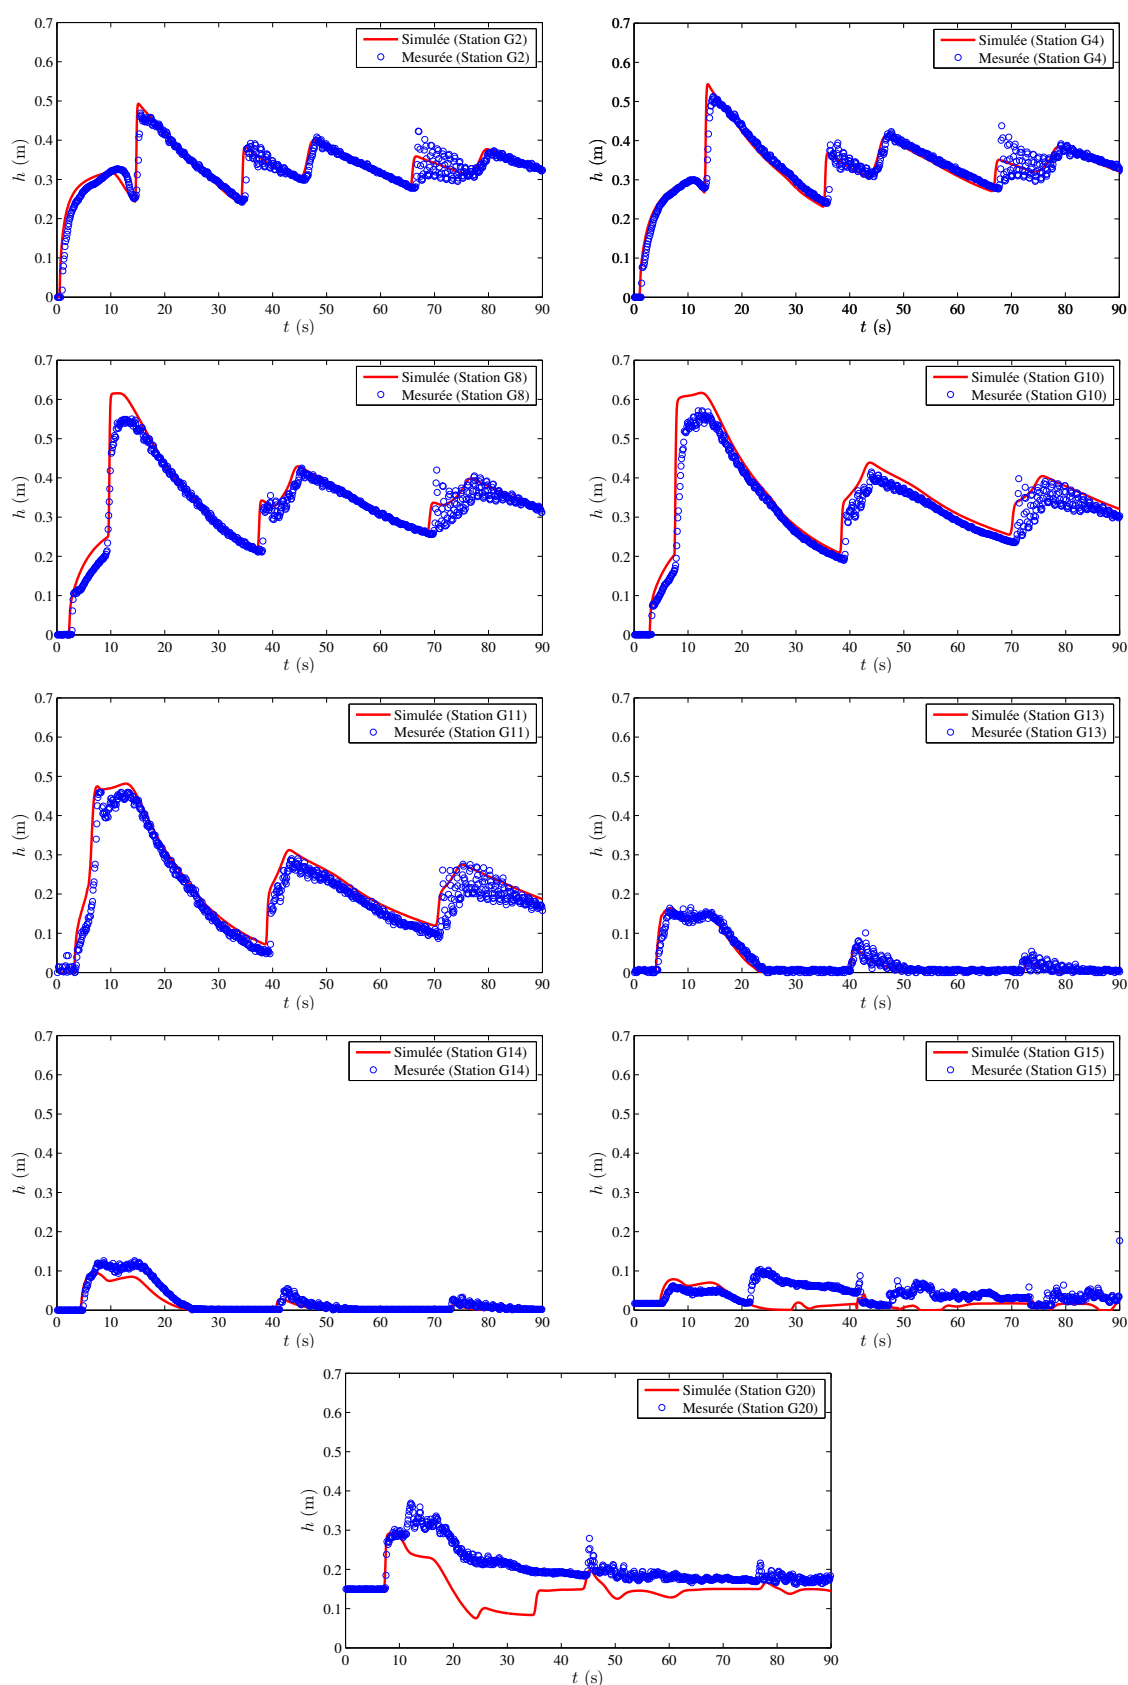 0.7
0.6
0.5
0.4
0.3
0.2
0.1
0
h (m)
Simulée (Station G2)
Mesurée (Station G2)
0 10 20 30 40 50 60 70 80 90
t (s)
0.7
0.6
0.5
0.4
0.3
0.2
0.1
0
h (m)
Simulée (Station G4)
Mesurée (Station G4)
0 10 20 30 40 50 60 70 80 90
t (s)
0.7
0.6
0.5
0.4
0.3
0.2
0.1
0
h (m)
Simulée (Station G8)
Mesurée (Station G8)
0 10 20 30 40 50 60 70 80 90
t (s)
0.7
0.6
0.5
0.4
0.3
0.2
0.1
0
h (m)
Simulée (Station G10)
Mesurée (Station G10)
0 10 20 30 40 50 60 70 80 90
t (s)
0.7
0.6
0.5
0.4
0.3
0.2
0.1
0
h (m)
Simulée (Station G11)
Mesurée (Station G11)
0 10 20 30 40 50 60 70 80 90
t (s)
0.7
0.6
0.5
0.4
0.3
0.2
0.1
0
h (m)
Simulée (Station G13)
Mesurée (Station G13)
0 10 20 30 40 50 60 70 80 90
t (s)
0.7
0.6
0.5
0.4
0.3
0.2
0.1
0
h (m)
Simulée (Station G14)
Mesurée (Station G14)
0 10 20 30 40 50 60 70 80 90
t (s)
0.7
0.6
0.5
0.4
0.3
0.2
0.1
0
h (m)
Simulée (Station G15)
Mesurée (Station G15)
0 10 20 30 40 50 60 70 80 90
t (s)
0.7
0.6
0.5
0.4
0.3
0.2
0.1
0
h (m)
Simulée (Station G20)
Mesurée (Station G20)
0 10 20 30 40 50 60 70 80 90
t (s)